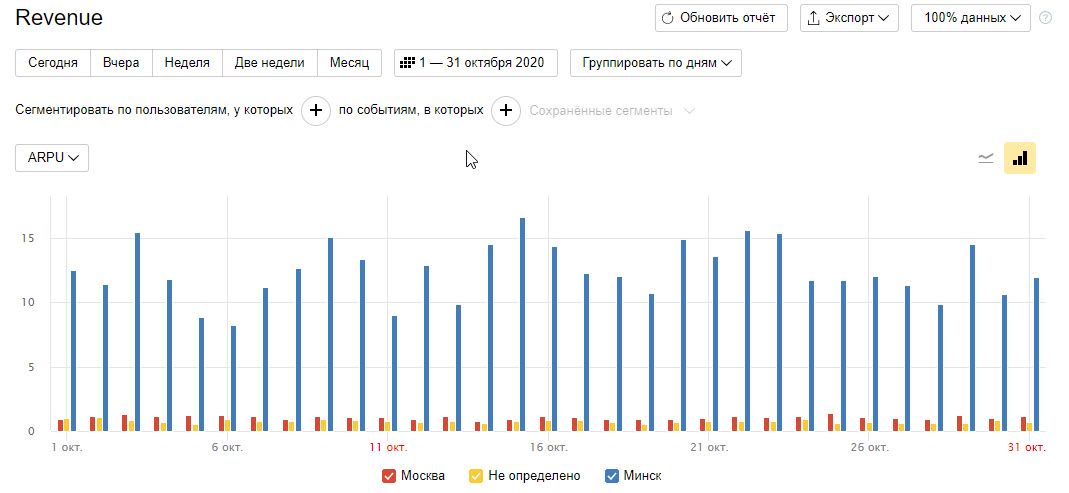 Revenue
Обновить отчёт
Экспорт
100% данных
?
Сегодня
Вчера
Неделя
Две недели
Месяц
1 — 31 октября 2020
Группировать по дням
Сегментировать по пользователям, у которых + по событиям, в которых + Сохранённые сегменты
ARPU
15
10
5
0
1 окт.
6 окт.
11 окт.
16 окт.
21 окт.
26 окт.
31 окт.
Москва
Не определено
Минск